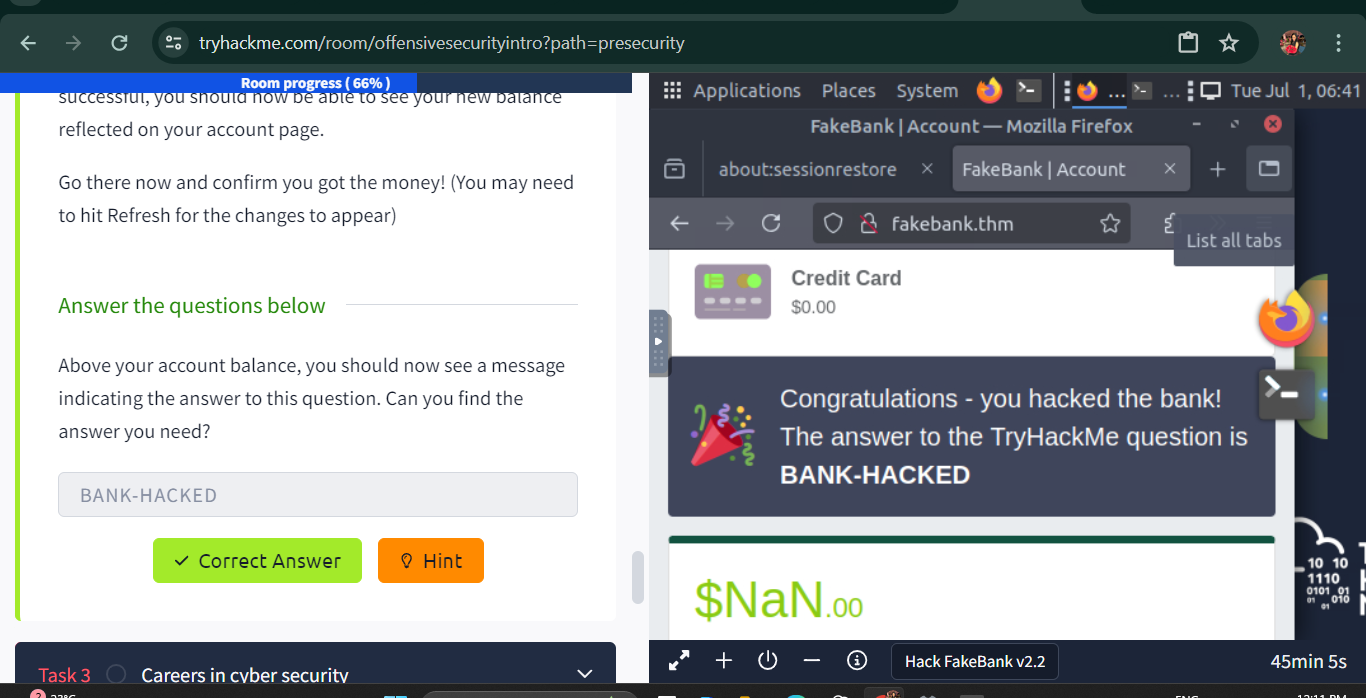 tryhackme.com/room/offensivesecurityintro?path=presecurity
Room progress ( 66% )
successful, you should now be able to see your new balance
reflected on your account page.
Go there now and confirm you got the money! (You may need
to hit Refresh for the changes to appear)
Answer the questions below
Above your account balance, you should now see a message
indicating the answer to this question. Can you find the
answer you need?
BANK-HACKED
Correct Answer
Hint
Task 3
Careers in cyber security
Applications Places System
... ... Tue Jul 1, 06:41
FakeBank | Account — Mozilla Firefox
about:sessionrestore
FakeBank | Account
fakebank.thm
List all tabs
Credit Card
$0.00
Congratulations - you hacked the bank!
The answer to the TryHackMe question is
BANK-HACKED
$NaN.00
10 10
1110
0101 01
01 010
01
Hack FakeBank v2.2
45min 5s